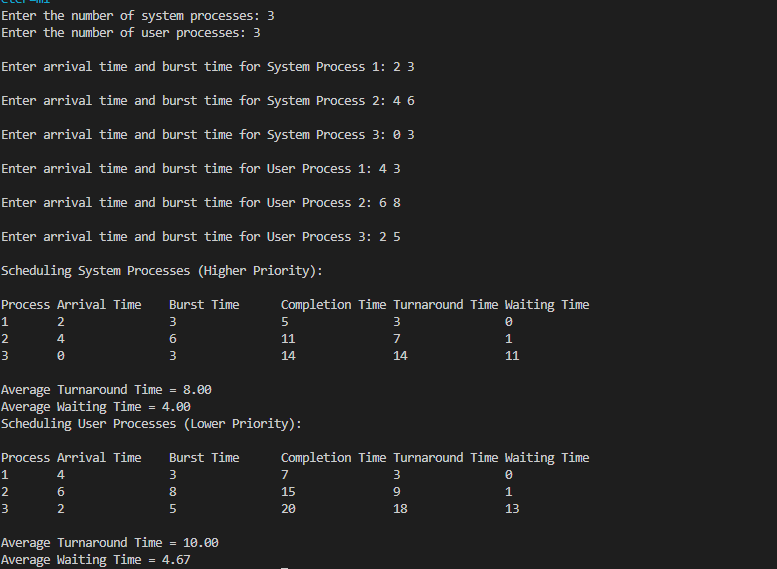 Enter the number of system processes: 3
Enter the number of user processes: 3
Enter arrival time and burst time for System Process 1: 2 3
Enter arrival time and burst time for System Process 2: 4 6
Enter arrival time and burst time for System Process 3: 0 3
Enter arrival time and burst time for User Process 1: 4 3
Enter arrival time and burst time for User Process 2: 6 8
Enter arrival time and burst time for User Process 3: 2 5
Scheduling System Processes (Higher Priority):
Process Arrival Time Burst Time Completion Time Turnaround Time Waiting Time
1 2 3 5 3 0
2 4 6 11 7 1
3 0 3 14 14 11
Average Turnaround Time = 8.00
Average Waiting Time = 4.00
Scheduling User Processes (Lower Priority):
Process Arrival Time Burst Time Completion Time Turnaround Time Waiting Time
1 4 3 7 3 0
2 6 8 15 9 1
3 2 5 20 18 13
Average Turnaround Time = 10.00
Average Waiting Time = 4.67